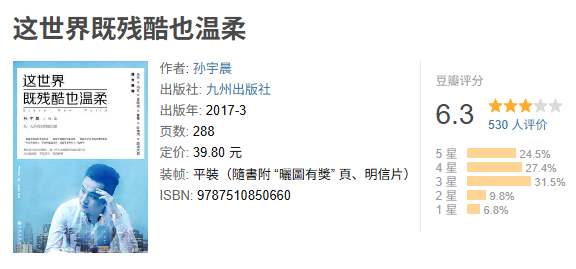 这世界既残酷也温柔
这世界
既残酷也温柔
Brave New World
孙宇晨
作者: 孙宇晨
出版社: 九州出版社
出版年: 2017-3
页数: 288
定价: 39.80 元
装帧: 平裝（隨書附 “曬圖有獎” 頁、明信片）
ISBN: 9787510850660
豆瓣评分
6.3
530 人评价
5 星 24.5%
4 星 27.4%
3 星 31.5%
2 星 9.8%
1 星 6.8%